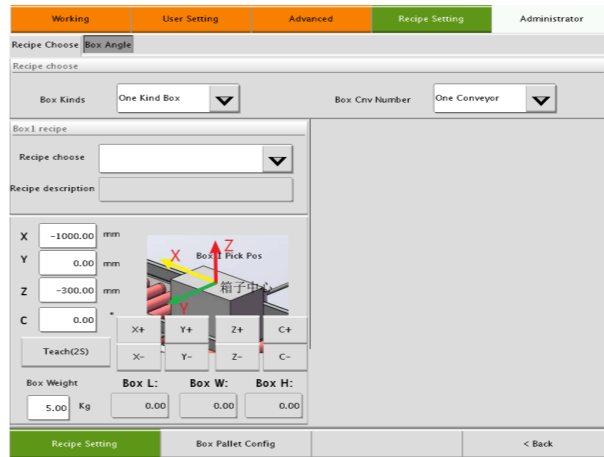 Working User Setting Advanced Recipe Setting Administrator
Recipe Choose Box Angle
Recipe choose
Box Kinds One Kind Box Box Cnv Number One Conveyor
Box1 recipe
Recipe choose
Recipe description
X -1000.00 mm
Y 0.00 mm
Z -300.00 mm
C 0.00 °
X Z Box 1 Pick Pos
箱子中心
Y
X+ Y+ Z+ C+
Teach(2S) X- Y- Z- C-
Box Weight Box L: Box W: Box H:
5.00 Kg 0.00 0.00 0.00
Recipe Setting Box Pallet Config < Back